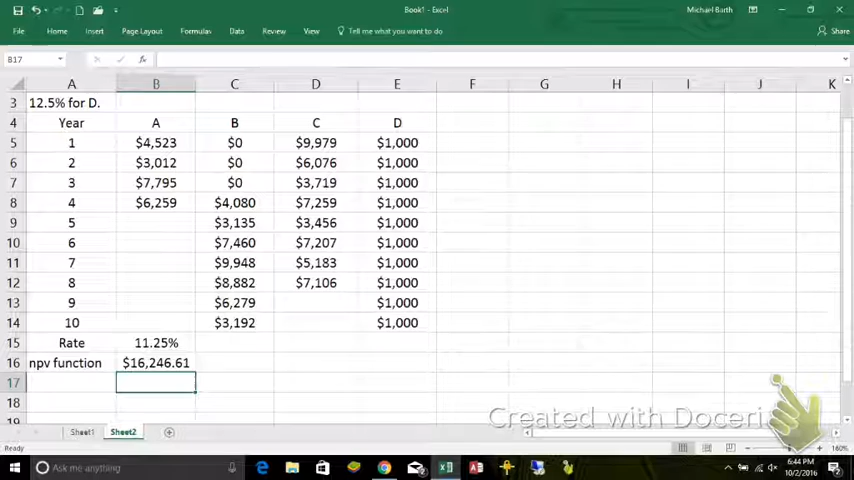 Book1 - Excel
Michael Barth
File Home Insert Page Layout Formulas Data Review View Tell me what you want to do Share
B17 fx
A B C D E F G H I J K
3 12.5% for D.
4 Year A B C D
5 1 $4,523 $0 $9,979 $1,000
6 2 $3,012 $0 $6,076 $1,000
7 3 $7,795 $0 $3,719 $1,000
8 4 $6,259 $4,080 $7,259 $1,000
9 5 $3,135 $3,456 $1,000
10 6 $7,460 $7,207 $1,000
11 7 $9,948 $5,183 $1,000
12 8 $8,882 $7,106 $1,000
13 9 $6,279 $1,000
14 10 $3,192 $1,000
15 Rate 11.25%
16 npv function $16,246.61
17
18
19
Created with Doceri
Sheet1 Sheet2
Ready 160%
Ask me anything 6:44 PM
10/2/2016